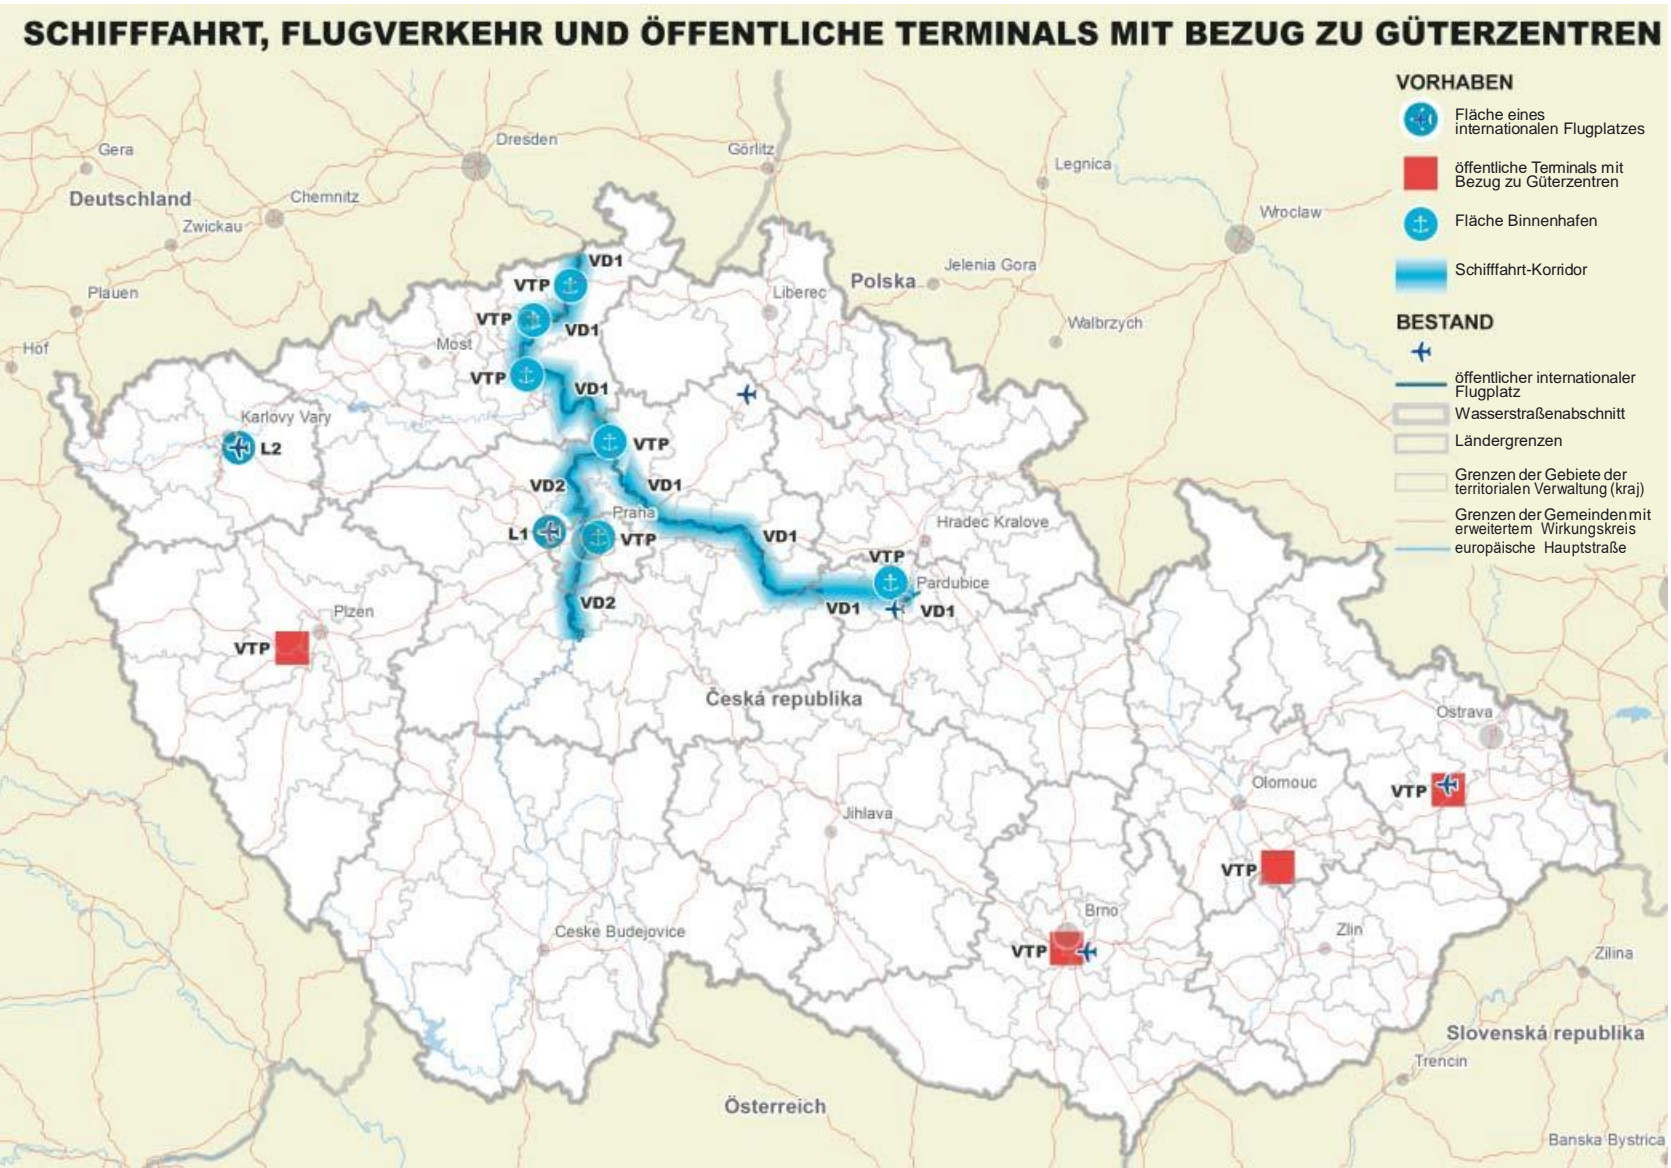 SCHIFFFAHRT, FLUGVERKEHR UND ÖFFENTLICHE TERMINALS MIT BEZUG ZU GÜTERZENTREN
VORHABEN
Fläche eines
internationalen Flugplatzes
öffentliche Terminals mit
Bezug zu Güterzentren
Fläche Binnenhafen
Schifffahrt-Korridor
BESTAND
öffentlicher internationaler
Flugplatz
Wasserstraßenabschnitt
Ländergrenzen
Grenzen der Gebiete der
territorialen Verwaltung (kraj)
Grenzen der Gemeinden mit
erweitertem Wirkungskreis
europäische Hauptstraße
Dresden
Gera
Görlitz
Legnica
Deutschland
Chemnitz
Zwickau
Wroclaw
VD1
Polska
Jelenia Gora
VTP
Plauen
Liberec
VTP
VD1
Walbrzych
Hof
Most
VTP
VD1
Karlovy Vary
L2
VTP
VD2
VD1
Praha
L1
VTP
VD1
Hradec Kralove
VTP
Pardubice
VD2
VD1
VD1
Plzen
VTP
Česká republika
Ostrava
Olomouc
VTP
Jihlava
VTP
Brno
Ceske Budejovice
VTP
Zlin
Zilina
Slovenská republika
Trencin
Österreich
Banska Bystrica